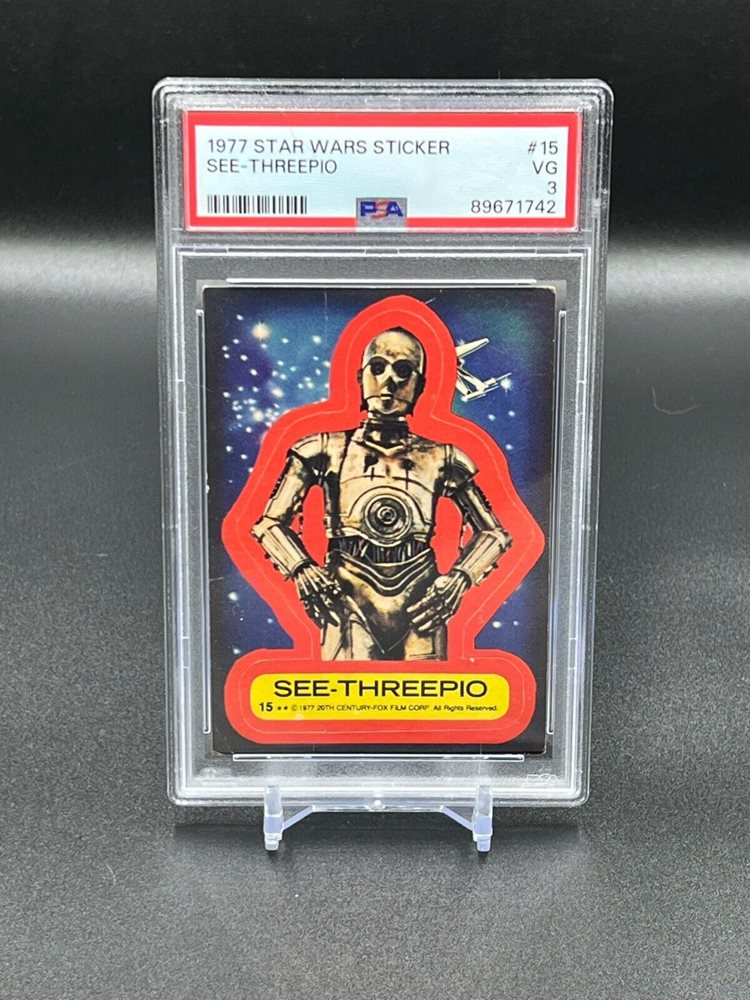 1977 STAR WARS STICKER #15
SEE-THREEPIO VG
3
PSA 89671742
SEE-THREEPIO
15 ★★ ©1977 20TH CENTURY-FOX FILM CORP. All Rights Reserved.